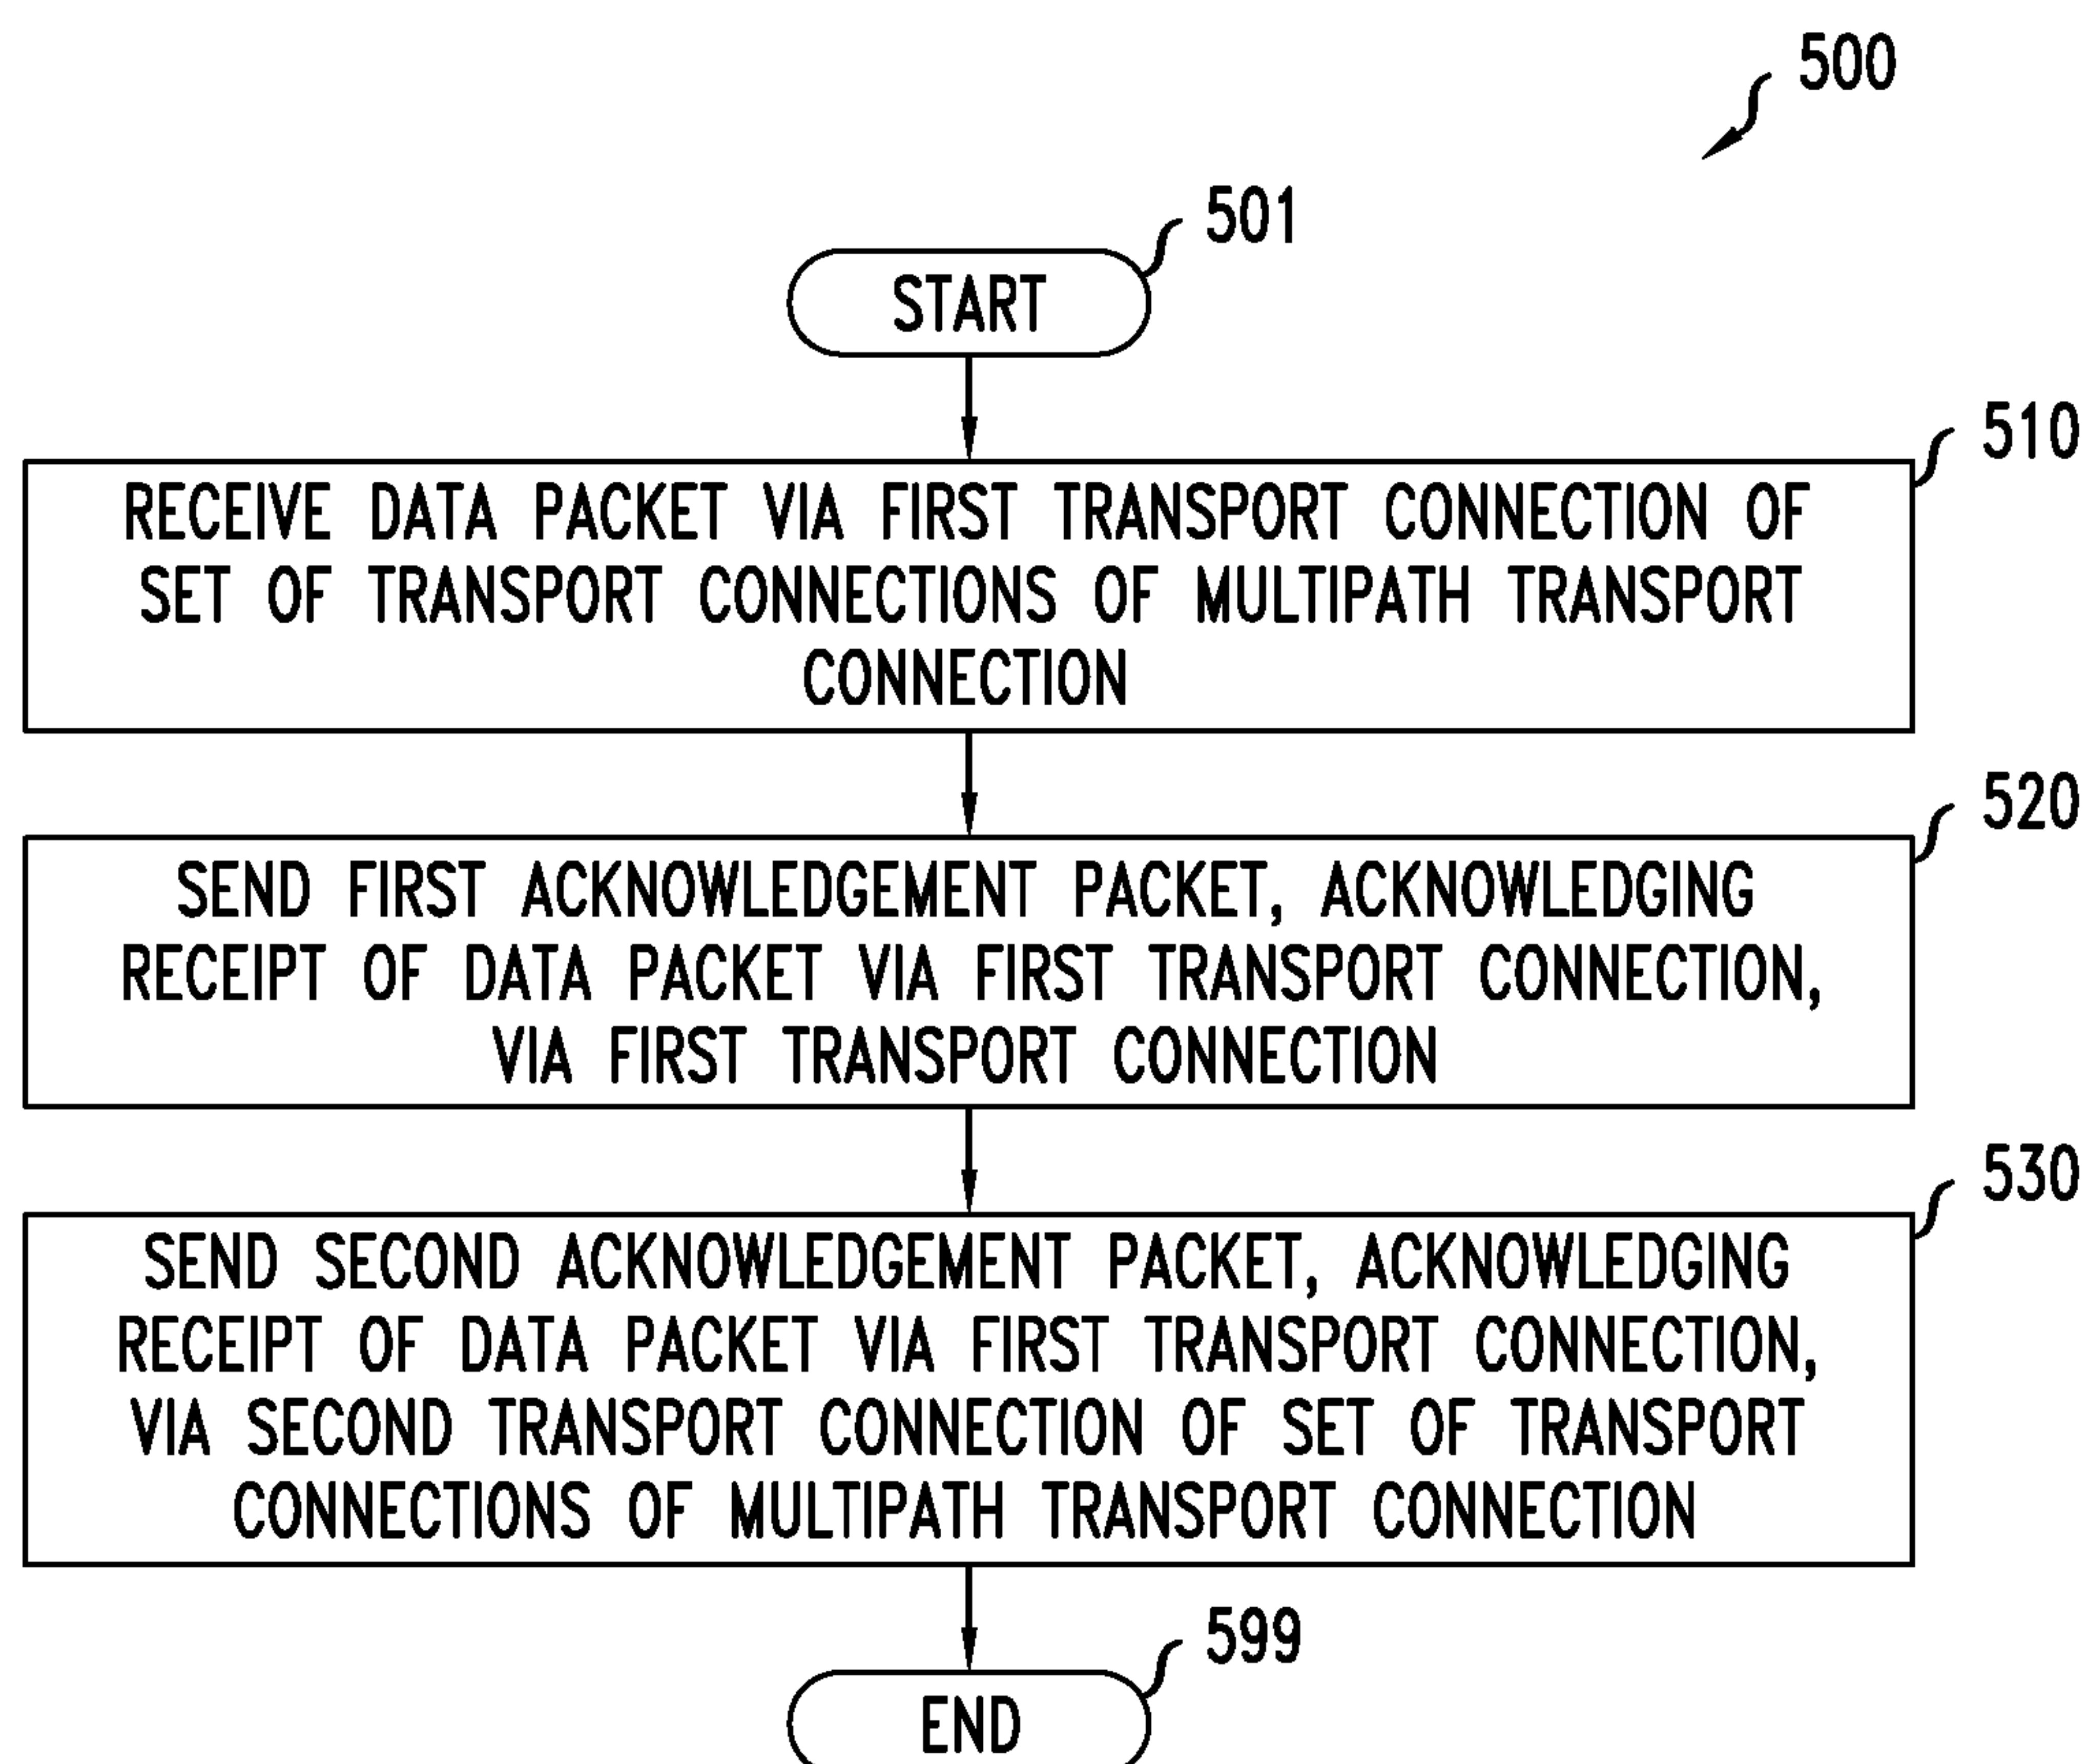 500
501
START
510
RECEIVE DATA PACKET VIA FIRST TRANSPORT CONNECTION OF
SET OF TRANSPORT CONNECTIONS OF MULTIPATH TRANSPORT
CONNECTION
520
SEND FIRST ACKNOWLEDGEMENT PACKET, ACKNOWLEDGING
RECEIPT OF DATA PACKET VIA FIRST TRANSPORT CONNECTION,
VIA FIRST TRANSPORT CONNECTION
530
SEND SECOND ACKNOWLEDGEMENT PACKET, ACKNOWLEDGING
RECEIPT OF DATA PACKET VIA FIRST TRANSPORT CONNECTION,
VIA SECOND TRANSPORT CONNECTION OF SET OF TRANSPORT
CONNECTIONS OF MULTIPATH TRANSPORT CONNECTION
599
END